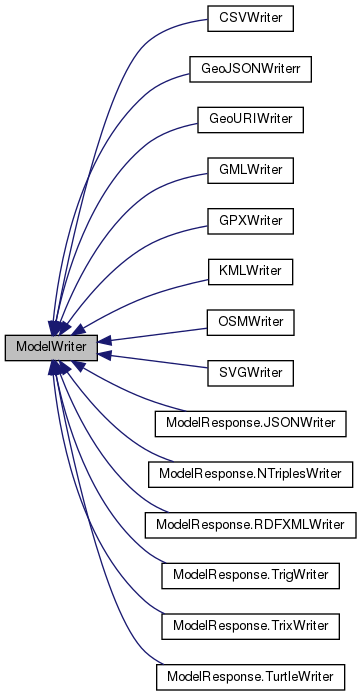 CSVWriter
GeoJSONWriterr
GeoURIWriter
GMLWriter
GPXWriter
KMLWriter
OSMWriter
ModelWriter
SVGWriter
ModelResponse.JSONWriter
ModelResponse.NTriplesWriter
ModelResponse.RDFXMLWriter
ModelResponse.TrigWriter
ModelResponse.TrixWriter
ModelResponse.TurtleWriter